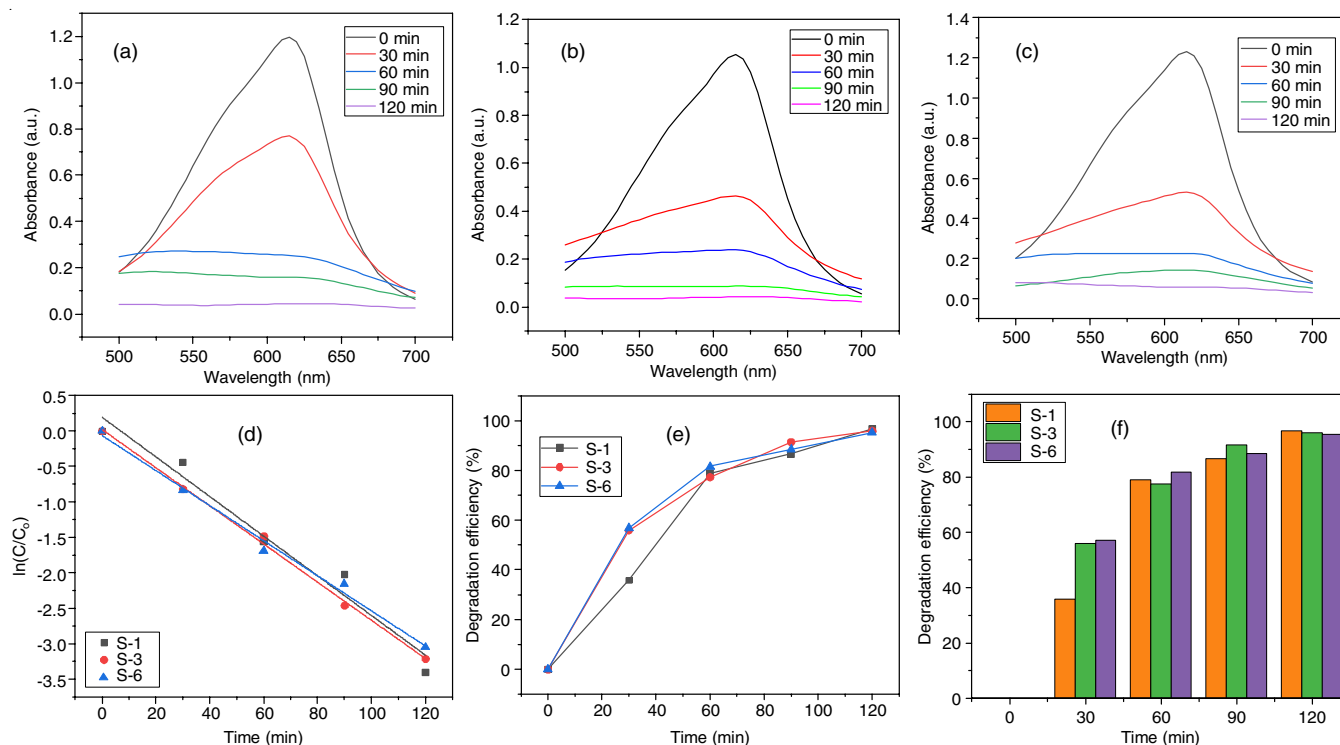 (a)
0 min
30 min
60 min
90 min
120 min
1.2
1.0
0.8
0.6
0.4
0.2
0.0
Absorbance (a.u.)
500 550 600 650 700
Wavelength (nm)
(b)
0 min
30 min
60 min
90 min
120 min
1.2
1.0
0.8
0.6
0.4
0.2
0.0
Absorbance (a.u.)
500 550 600 650 700
Wavelength (nm)
(c)
0 min
30 min
60 min
90 min
120 min
1.4
1.2
1.0
0.8
0.6
0.4
0.2
0.0
Absorbance (a.u.)
500 550 600 650 700
Wavelength (nm)
(d)
0.5
0.0
-0.5
-1.0
-1.5
-2.0
-2.5
-3.0
-3.5
ln(C/Co)
S-1
S-3
S-6
0 20 40 60 80 100 120
Time (min)
(e)
S-1
S-3
S-6
100
80
60
40
20
0
Degradation efficiency (%)
0 20 40 60 80 100 120
Time (min)
(f)
S-1
S-3
S-6
100
80
60
40
20
0
Degradation efficiency (%)
0 30 60 90 120
Time (min)